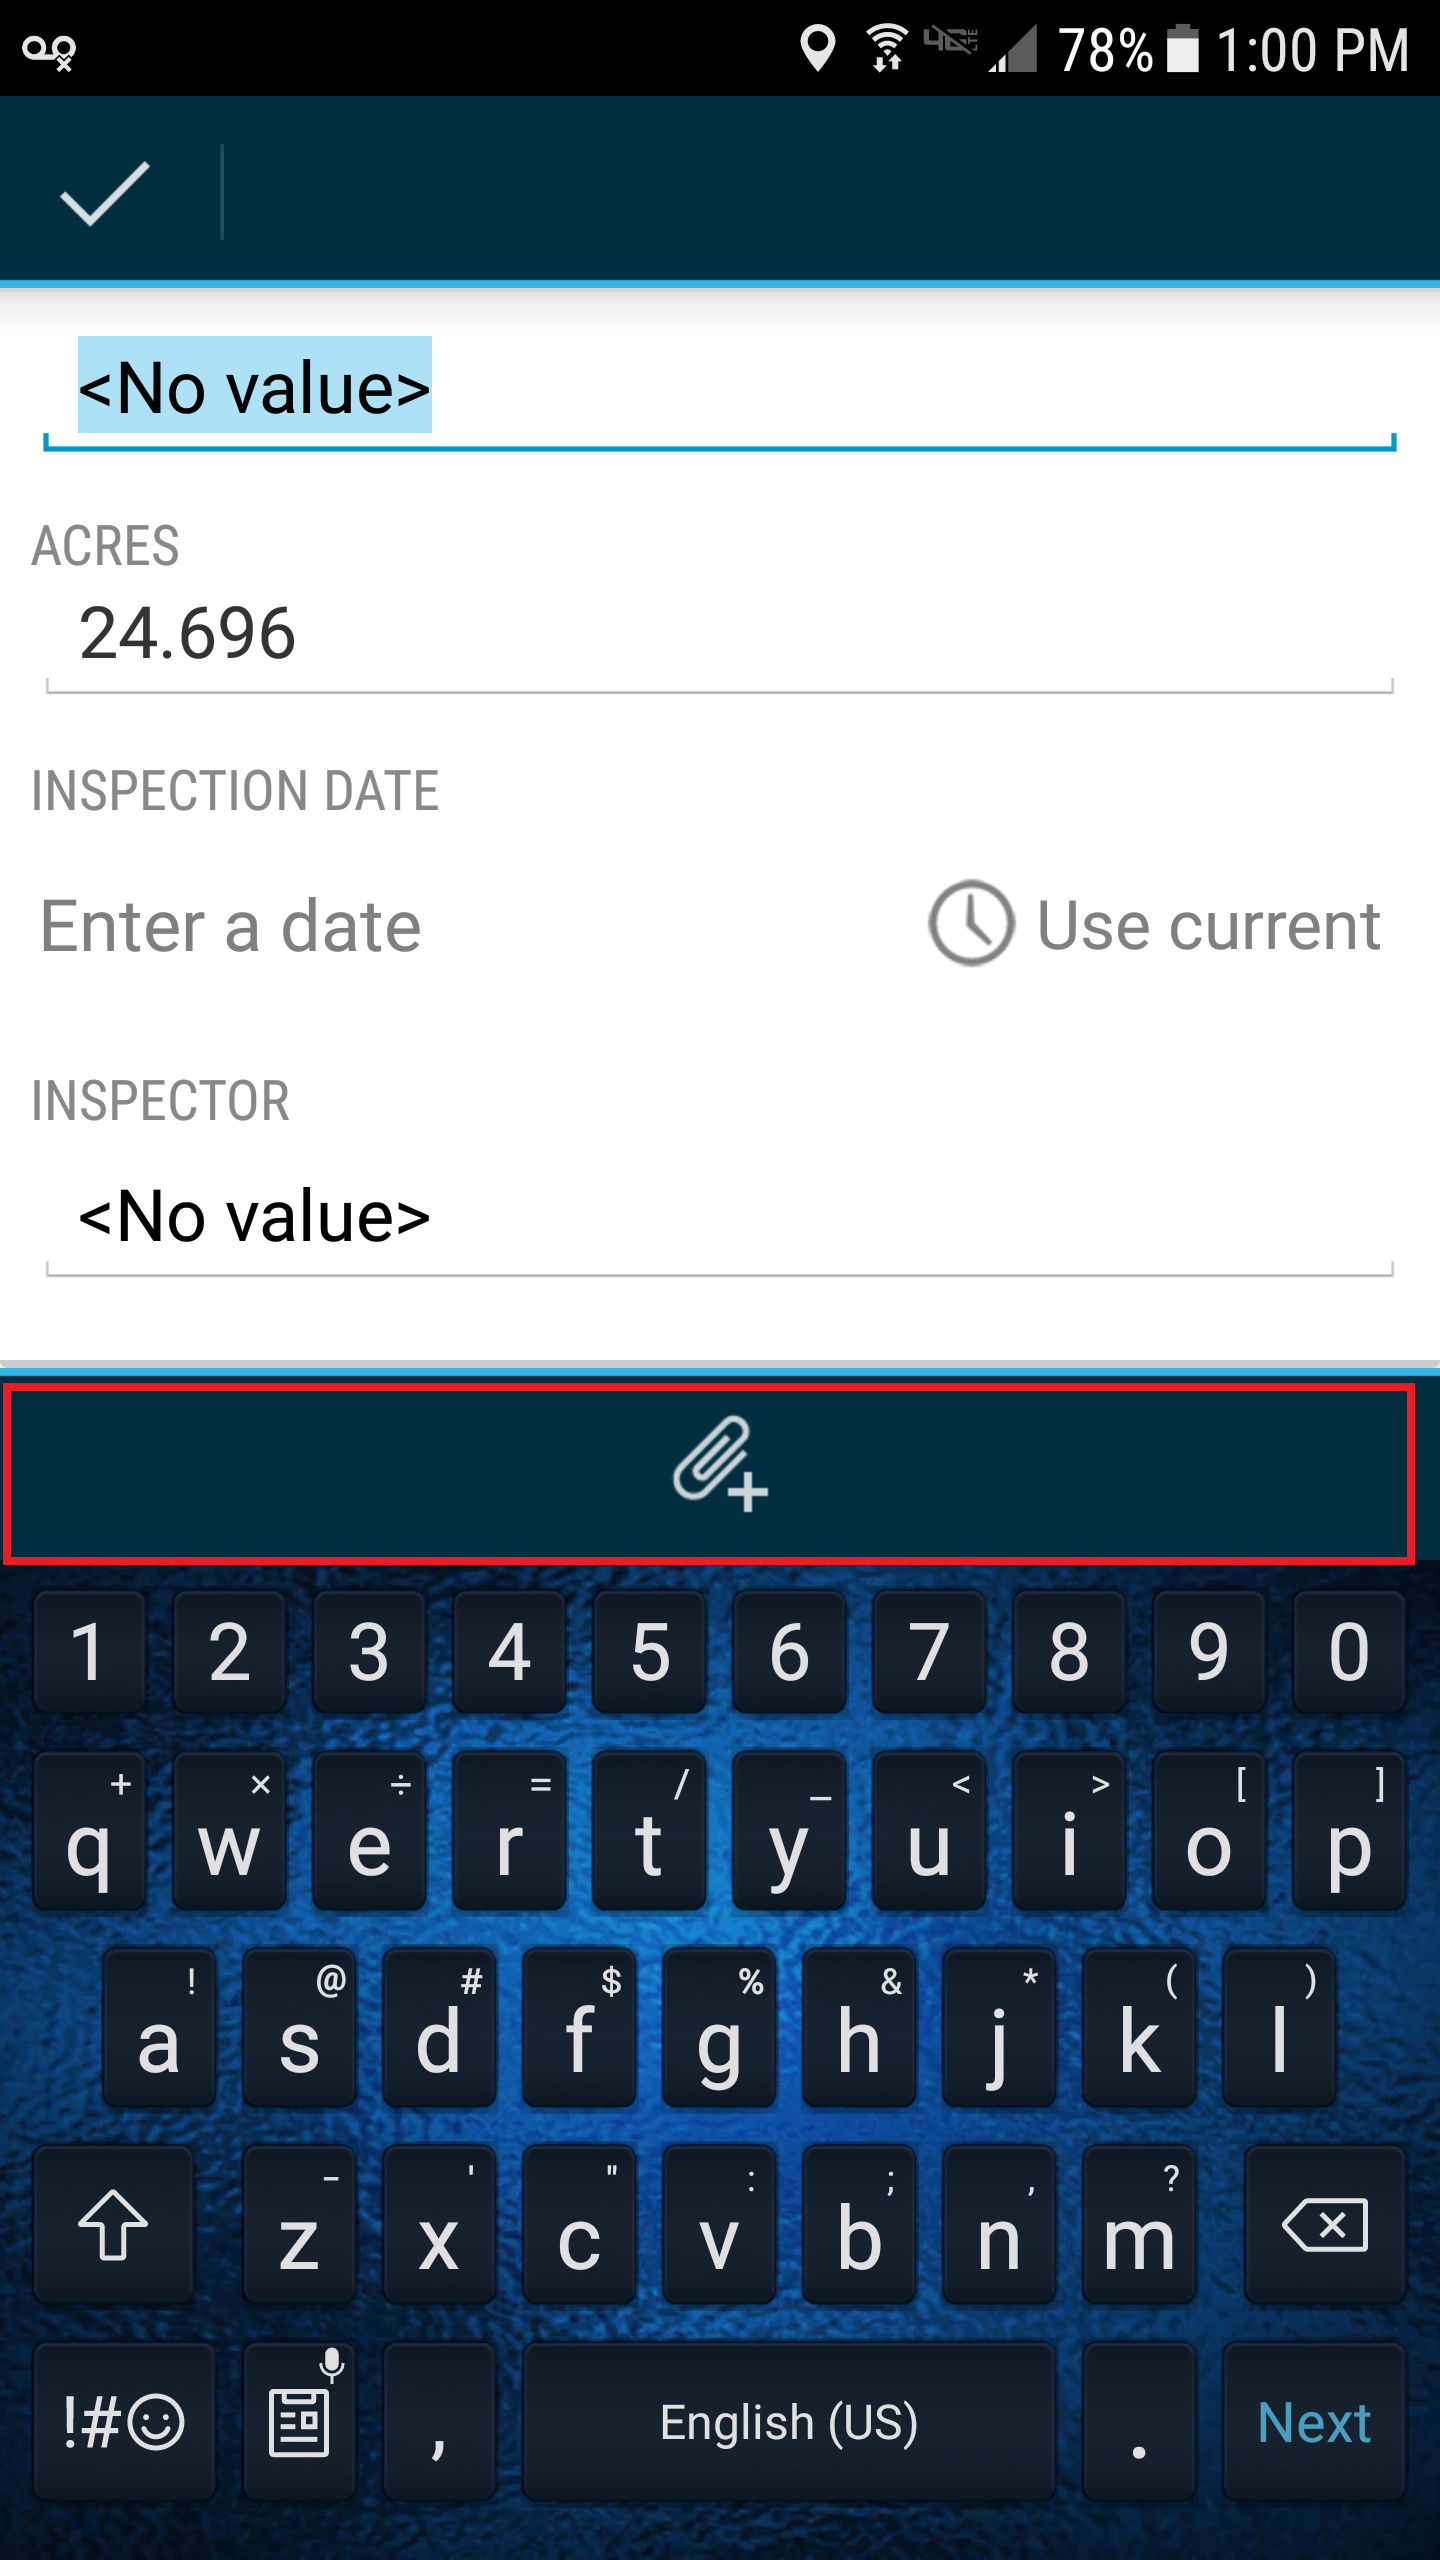 78% 1:00 PM
<No value>
ACRES
24.696
INSPECTION DATE
Enter a date Use current
INSPECTOR
<No value>
1 2 3 4 5 6 7 8 9 0
+ × ÷ = / _ < > [ ]
q w e r t y u i o p
! @ # $ % & * ( )
a s d f g h j k l
- ' " : ; , ?
z x c v b n m
!#☺ , English (US) . Next